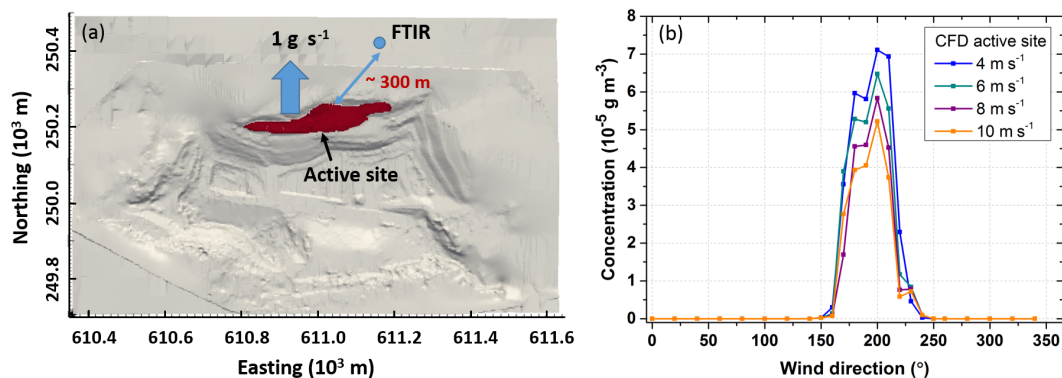 (a)
1 g s⁻¹
FTIR
~ 300 m
Active site
250.4
250.2
250.0
249.8
Northing (10³ m)
610.4 610.6 610.8 611.0 611.2 611.4 611.6
Easting (10³ m)
(b)
CFD active site
4 m s⁻¹
6 m s⁻¹
8 m s⁻¹
10 m s⁻¹
8
7
6
5
4
3
2
1
0
Concentration (10⁻⁵ g m⁻³)
0 50 100 150 200 250 300 350
Wind direction (°)